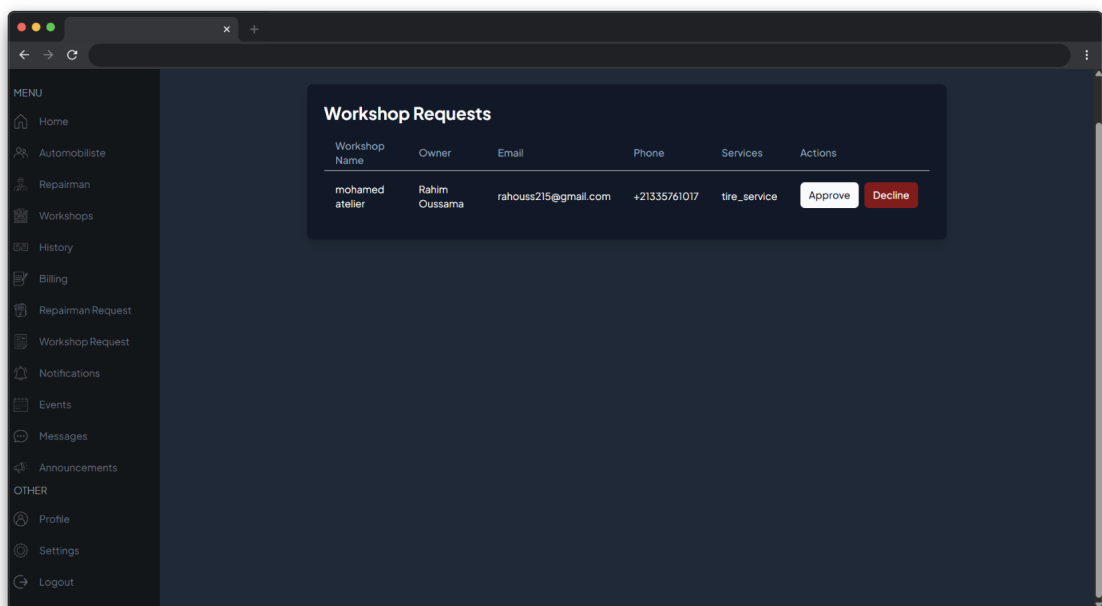 MENU
Home
Automobiliste
Repairman
Workshops
History
Billing
Repairman Request
Workshop Request
Notifications
Events
Messages
Announcements
OTHER
Profile
Settings
Logout
Workshop Requests
Workshop Name Owner Email Phone Services Actions
mohamed atelier Rahim Oussama rahouss215@gmail.com +21335761017 tire_service Approve Decline